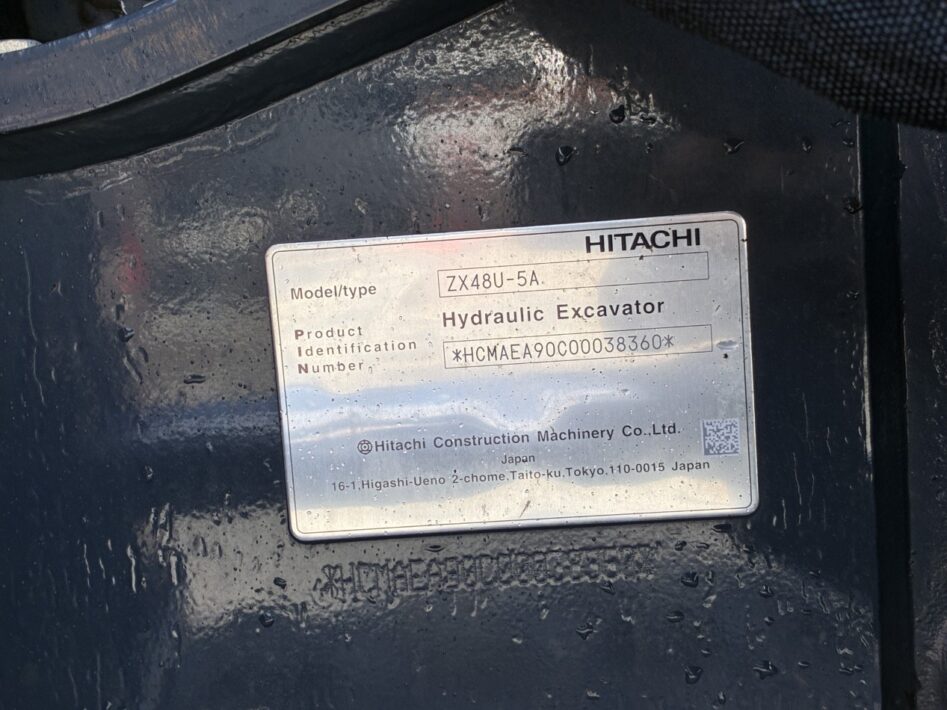 HITACHI
Model/type ZX48U-5A
Hydraulic Excavator
Product
Identification
Number *HCMAEA90C00038360*
Hitachi Construction Machinery Co.,Ltd.
Japan
16-1,Higashi-Ueno 2-chome,Taito-ku,Tokyo,110-0015 Japan